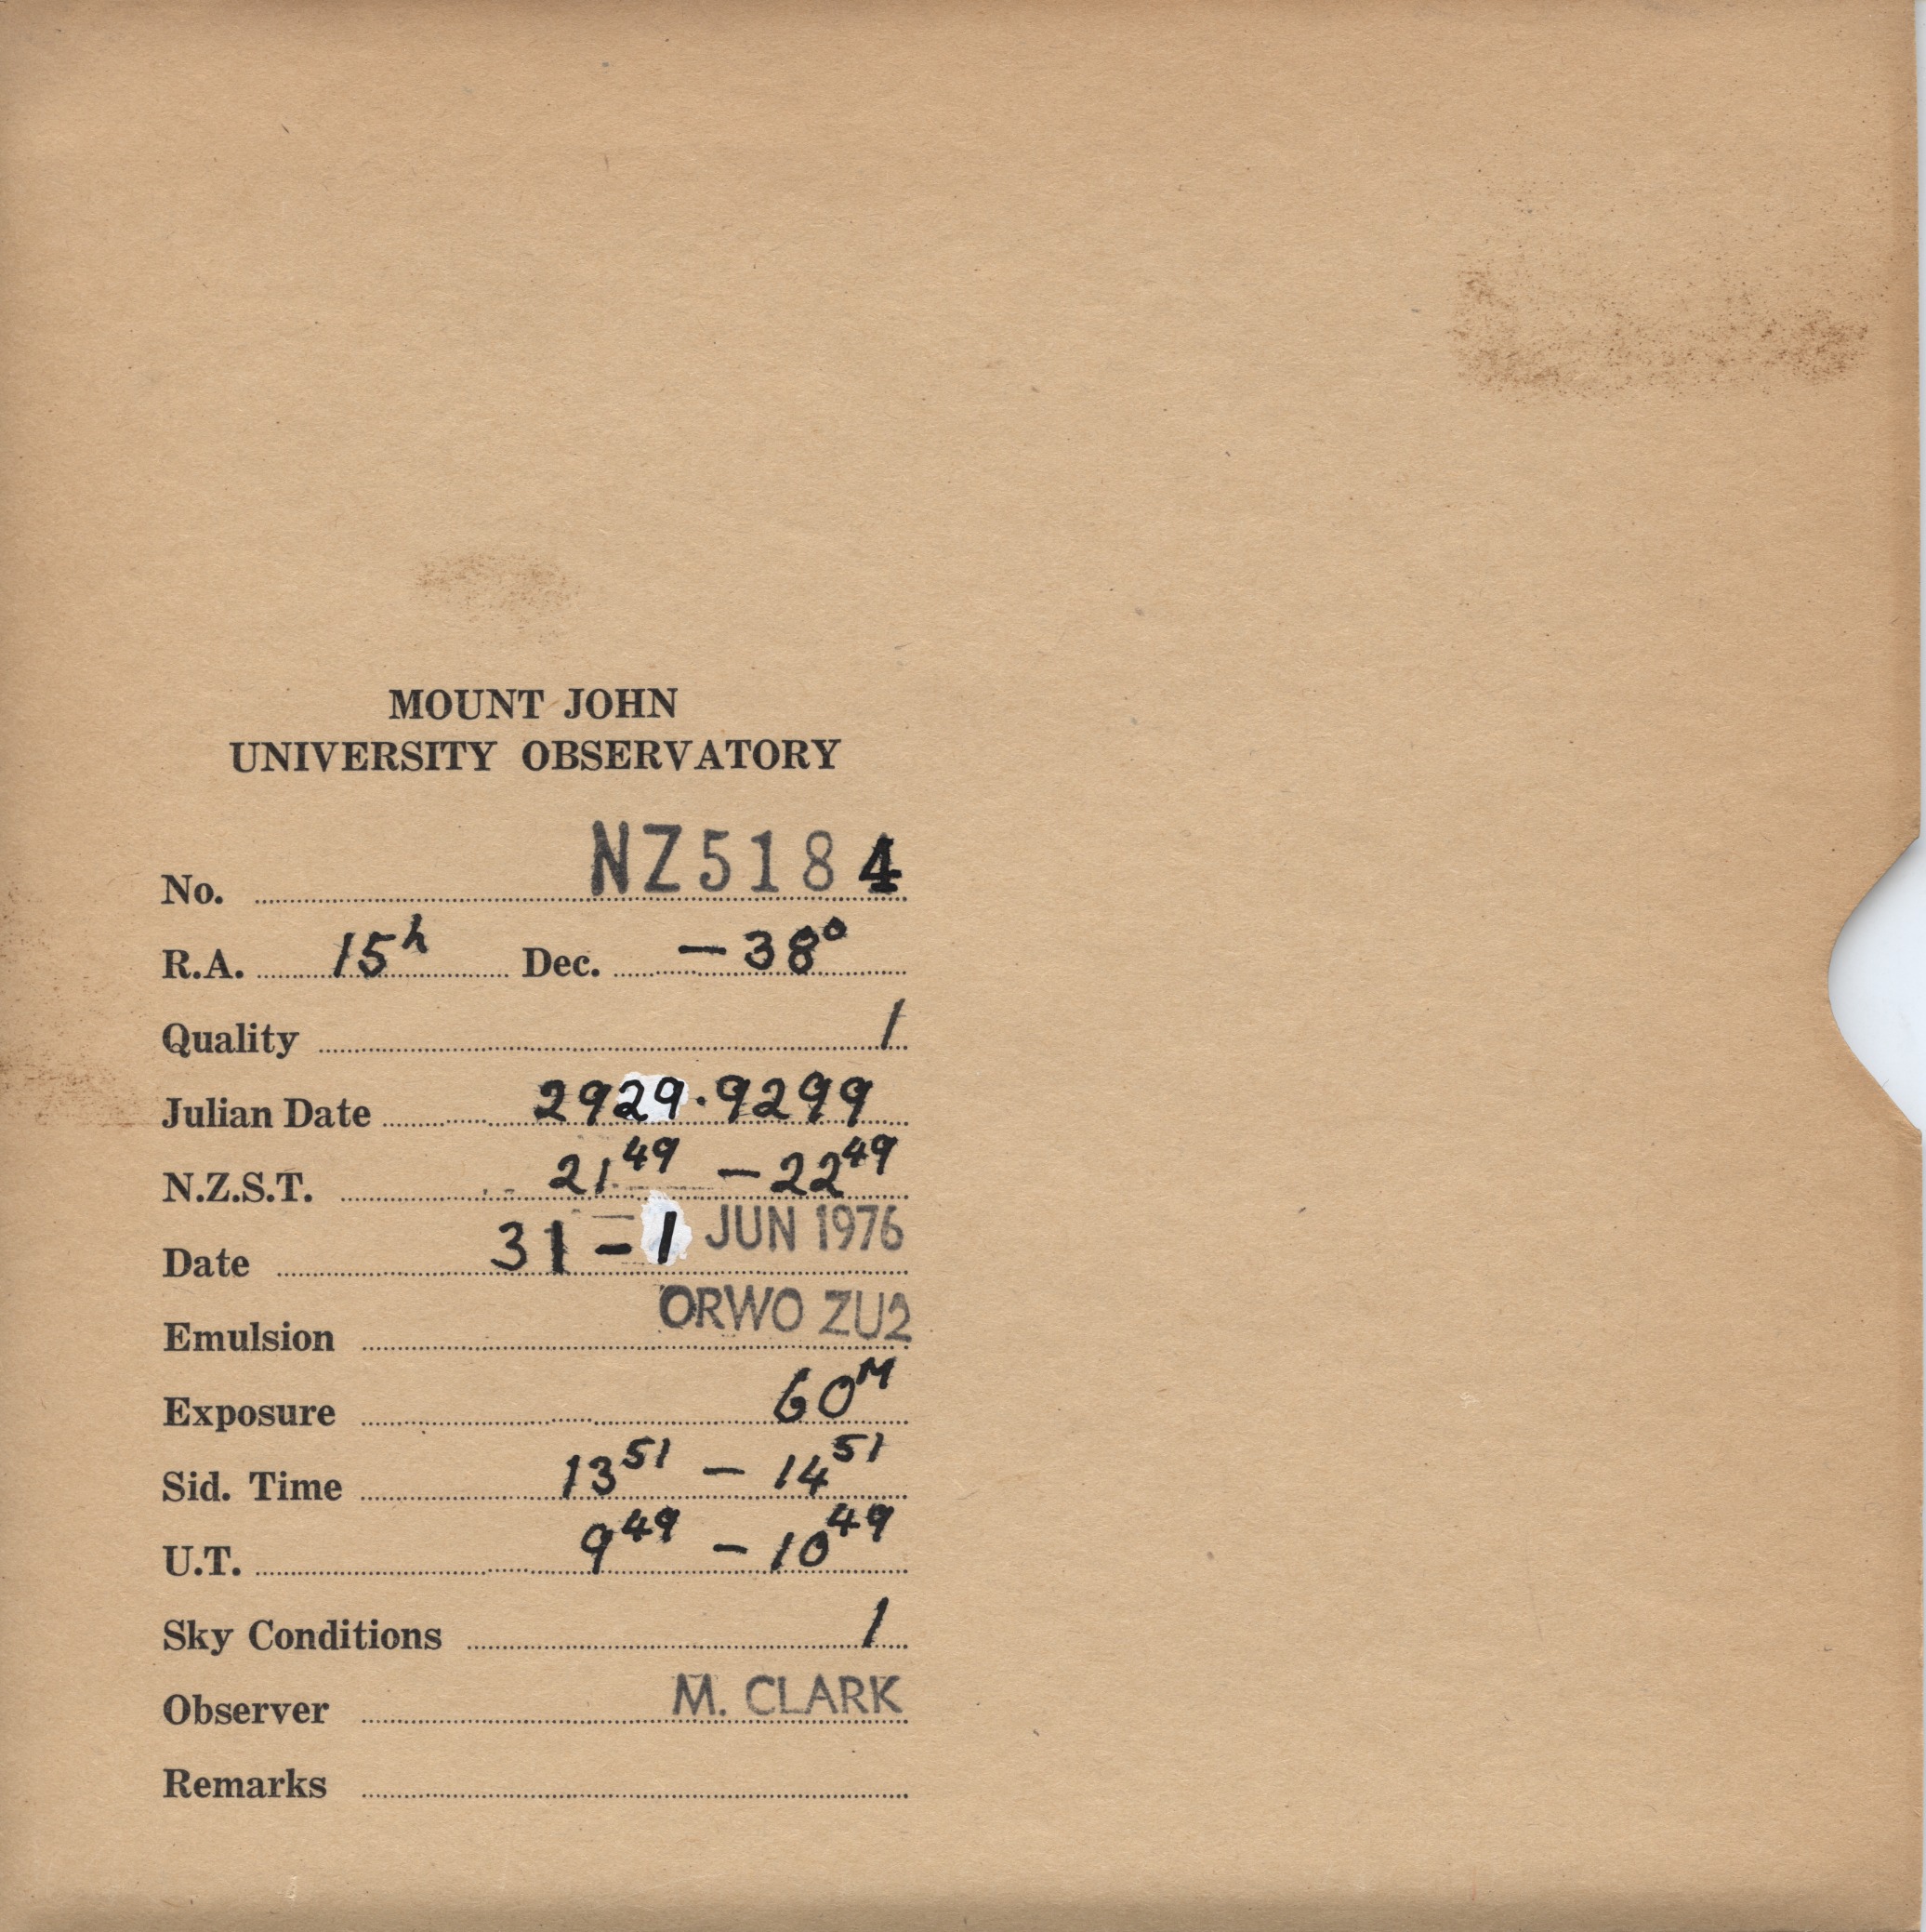 MOUNT JOHN
UNIVERSITY OBSERVATORY
No. NZ5184
R.A. 15h Dec. -38°
Quality 1
Julian Date 2929.9299
N.Z.S.T. 21 49 - 22 49
Date 31 - 1 JUN 1976
Emulsion ORWO ZU2
Exposure 60M
Sid. Time 13 51 - 14 51
U.T. 9 49 - 10 49
Sky Conditions 1
Observer M. CLARK
Remarks